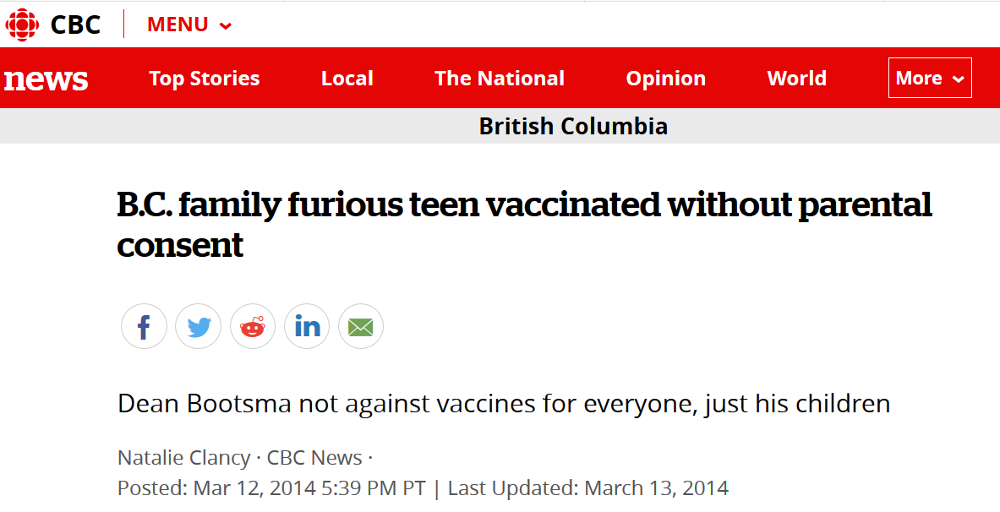 CBC MENU
news Top Stories Local The National Opinion World More
British Columbia
B.C. family furious teen vaccinated without parental
consent
f in
Dean Bootsma not against vaccines for everyone, just his children
Natalie Clancy · CBC News ·
Posted: Mar 12, 2014 5:39 PM PT | Last Updated: March 13, 2014